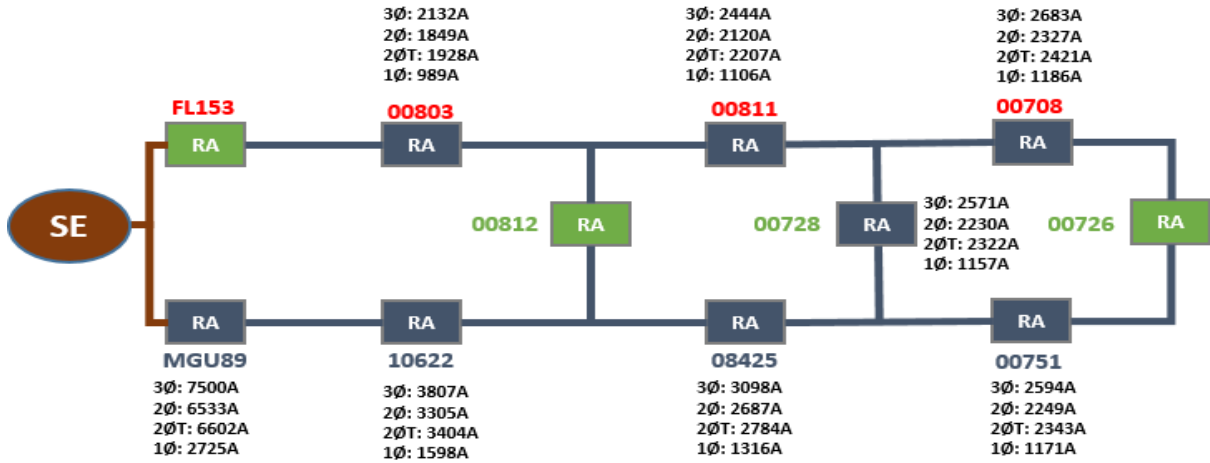 3Ø: 2132A
2Ø: 1849A
2ØT: 1928A
1Ø: 989A
3Ø: 2444A
2Ø: 2120A
2ØT: 2207A
1Ø: 1106A
3Ø: 2683A
2Ø: 2327A
2ØT: 2421A
1Ø: 1186A
FL153
00803
00811
00708
RA
RA
RA
RA
SE
00812
RA
00728
RA
3Ø: 2571A
2Ø: 2230A
2ØT: 2322A
1Ø: 1157A
00726
RA
RA
RA
RA
RA
MGU89
10622
08425
00751
3Ø: 7500A
2Ø: 6533A
2ØT: 6602A
1Ø: 2725A
3Ø: 3807A
2Ø: 3305A
2ØT: 3404A
1Ø: 1598A
3Ø: 3098A
2Ø: 2687A
2ØT: 2784A
1Ø: 1316A
3Ø: 2594A
2Ø: 2249A
2ØT: 2343A
1Ø: 1171A